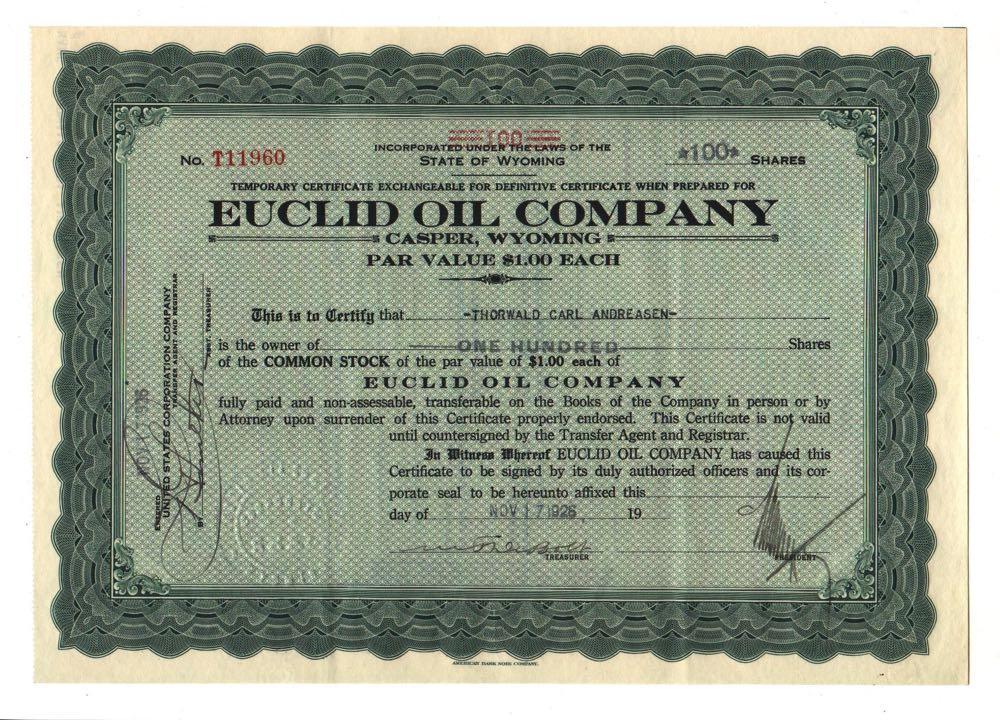 100
No. T11960
INCORPORATED UNDER THE LAWS OF THE
STATE OF WYOMING
*100* SHARES
TEMPORARY CERTIFICATE EXCHANGEABLE FOR DEFINITIVE CERTIFICATE WHEN PREPARED FOR
EUCLID OIL COMPANY
CASPER, WYOMING
PAR VALUE $1.00 EACH
This is to Certify that -THORWALD CARL ANDREASEN-
is the owner of ONE HUNDRED Shares
of the COMMON STOCK of the par value of $1.00 each of
EUCLID OIL COMPANY
fully paid and non-assessable, transferable on the Books of the Company in person or by
Attorney upon surrender of this Certificate properly endorsed. This Certificate is not valid
until countersigned by the Transfer Agent and Registrar.
In Witness Whereof EUCLID OIL COMPANY has caused this
Certificate to be signed by its duly authorized officers and its cor-
porate seal to be hereunto affixed this
day of NOV 17 1926, 19
TREASURER
PRESIDENT
NOV 17 1926
UNITED STATES CORPORATION COMPANY
TRANSFER AGENT AND REGISTRAR
BY
ASST. TREASURER
AMERICAN BANK NOTE COMPANY.